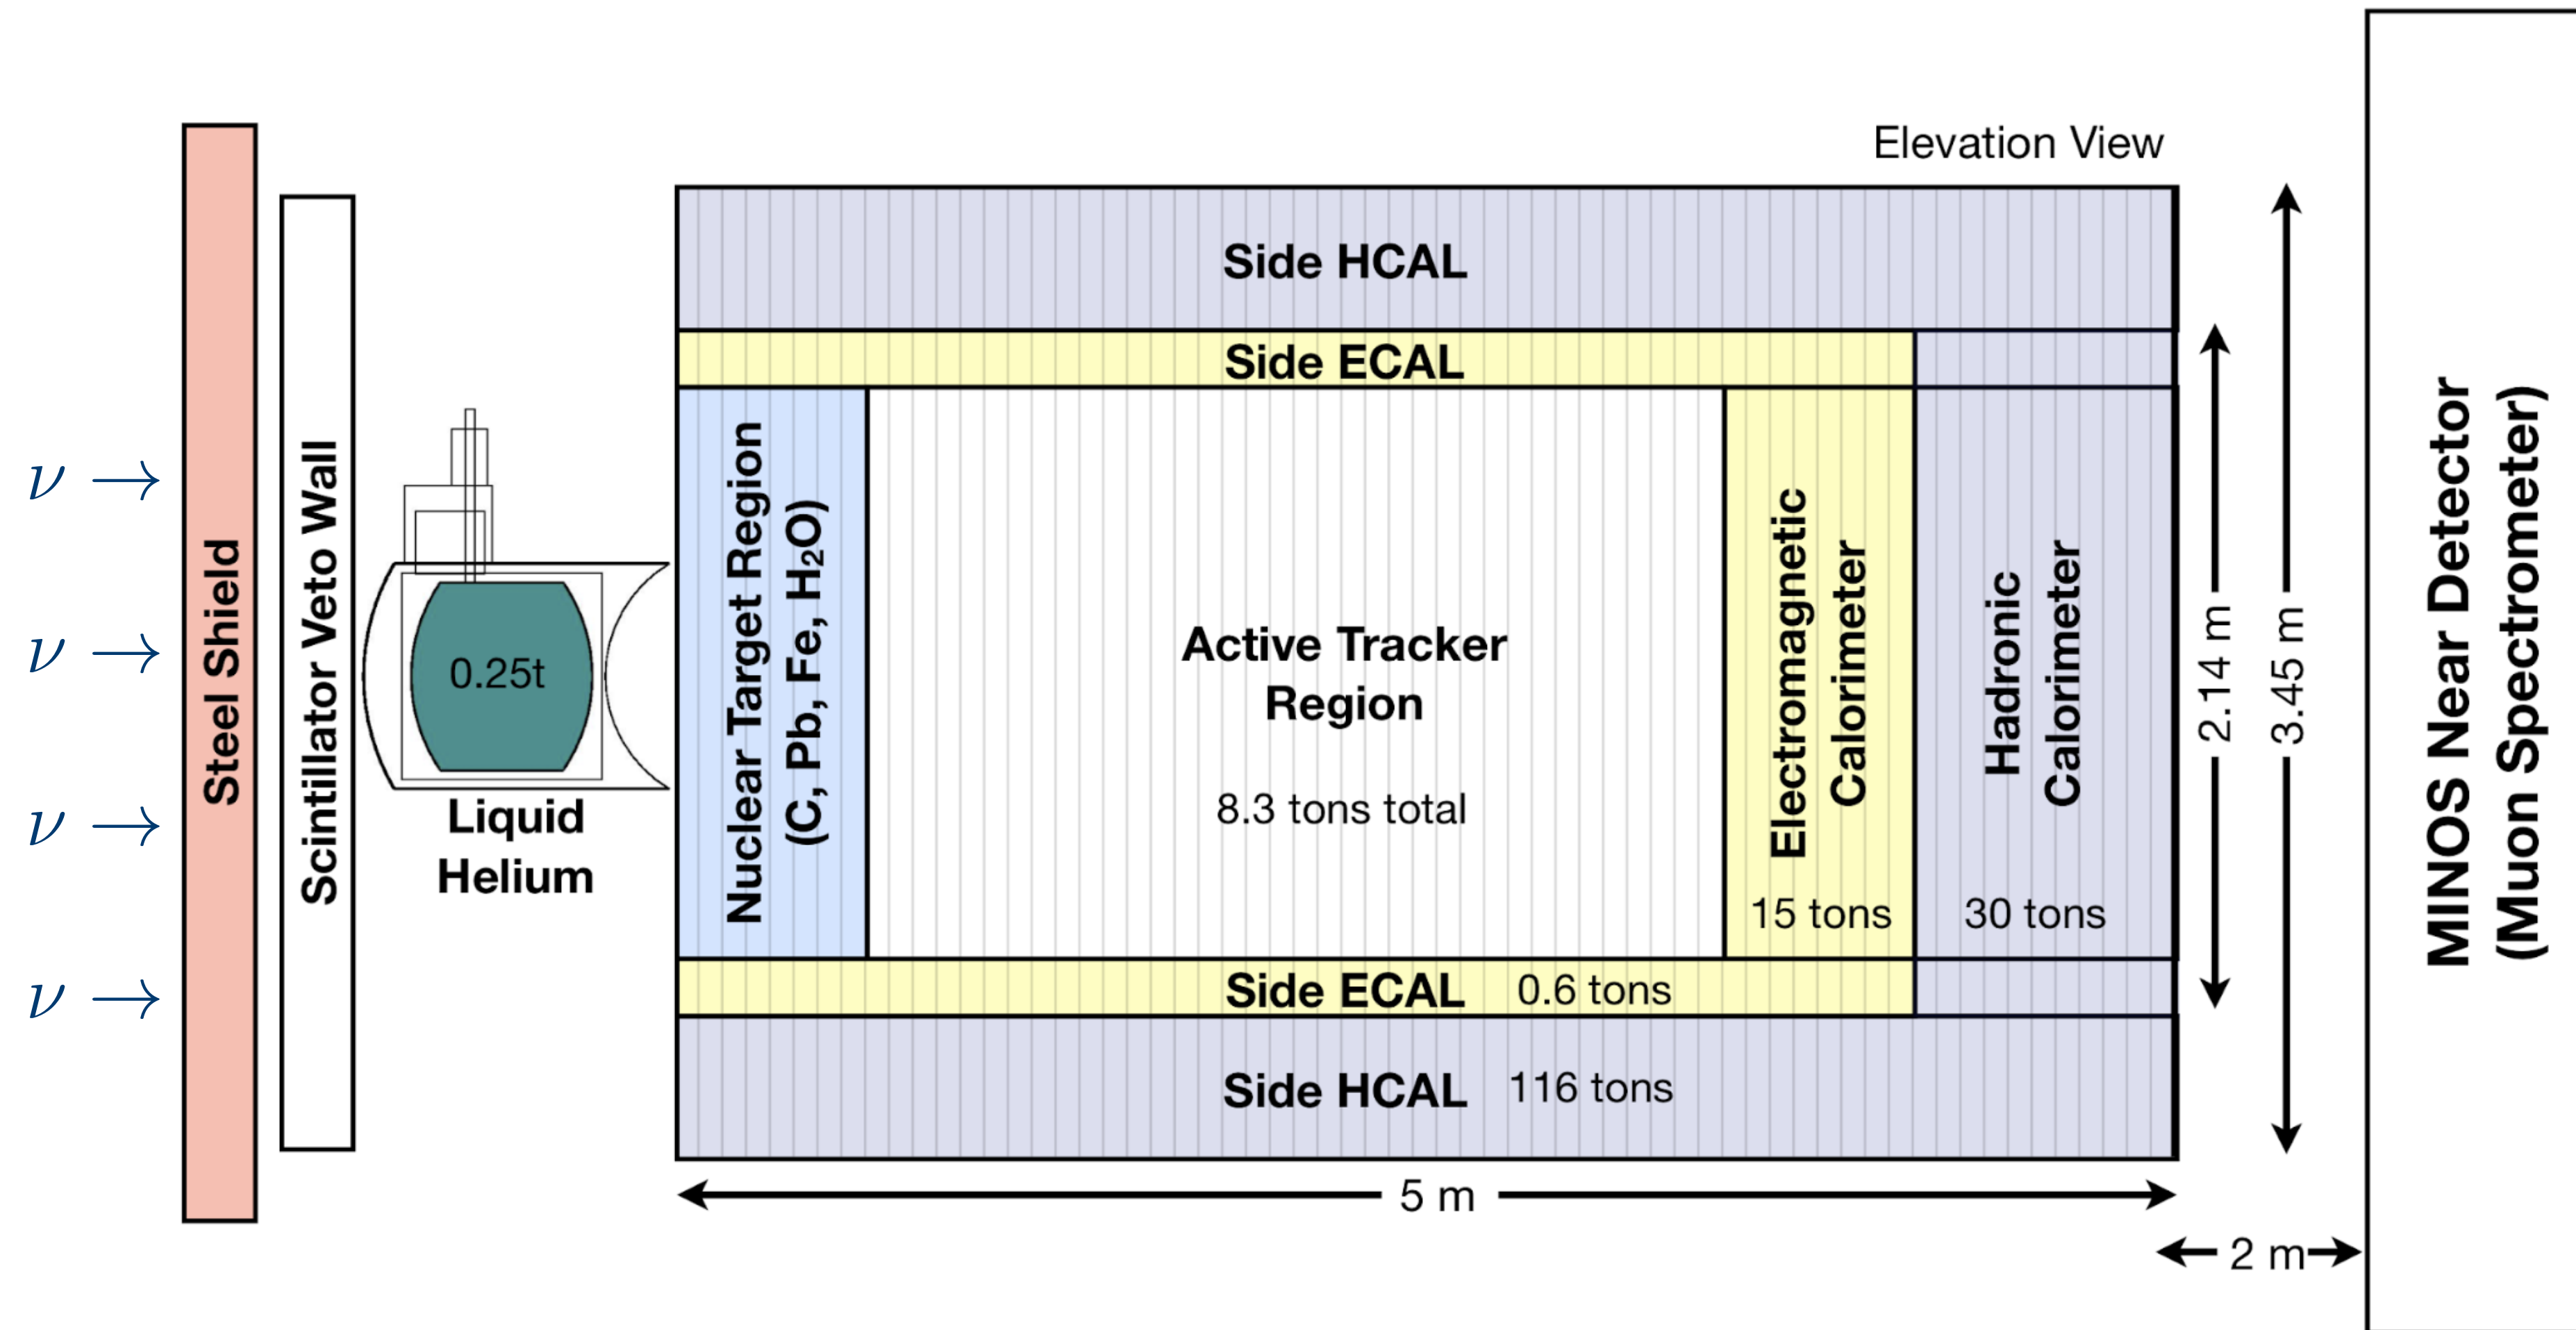 Elevation View
ν →
ν →
ν →
ν →
Steel Shield
Scintillator Veto Wall
0.25t
Liquid
Helium
Side HCAL
Side ECAL
Nuclear Target Region
(C, Pb, Fe, H₂O)
Active Tracker
Region
8.3 tons total
Electromagnetic
Calorimeter
15 tons
Hadronic
Calorimeter
30 tons
Side ECAL 0.6 tons
Side HCAL 116 tons
2.14 m
3.45 m
5 m
2 m
MINOS Near Detector
(Muon Spectrometer)